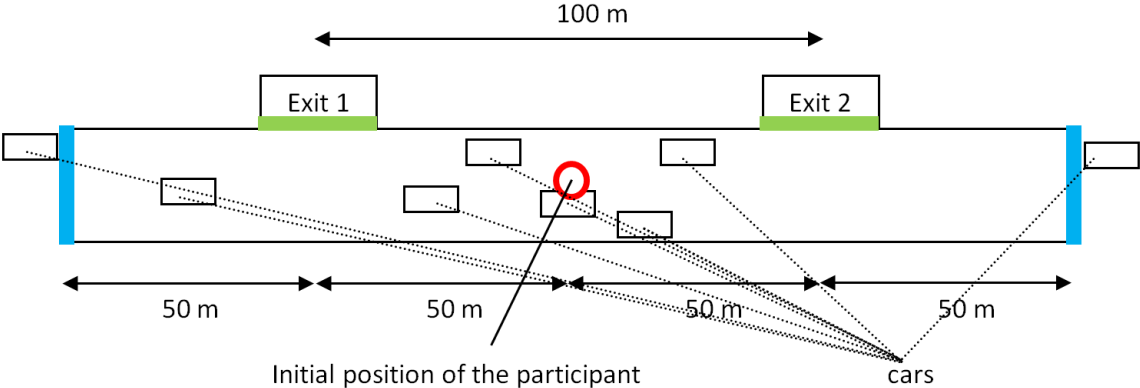 100 m
Exit 1
Exit 2
50 m
50 m
50 m
50 m
Initial position of the participant
cars